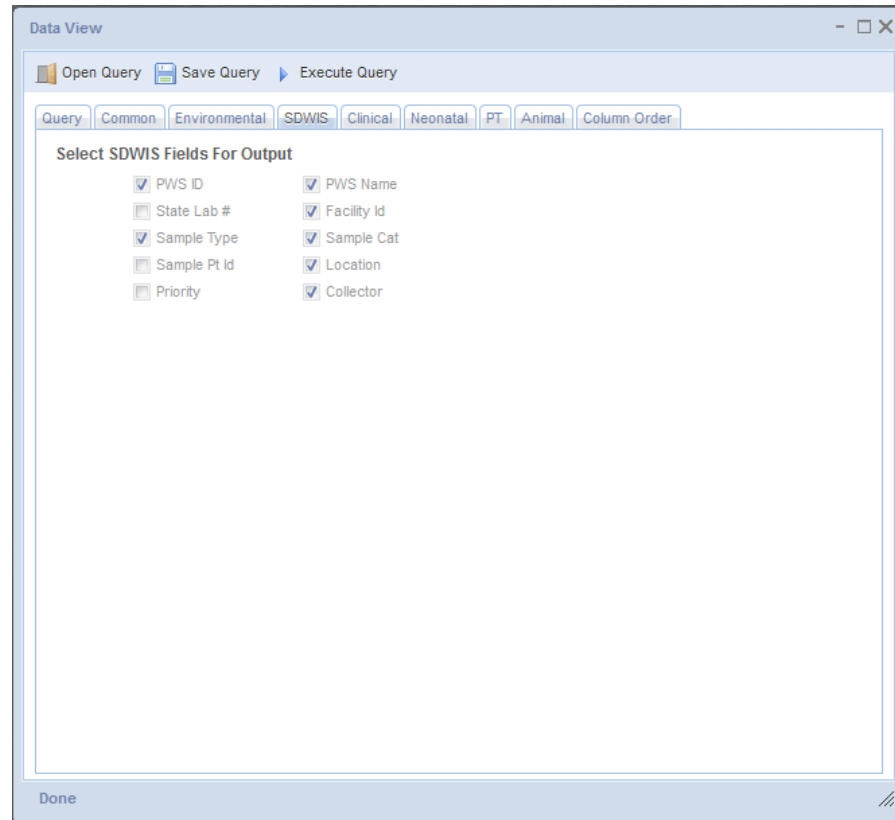 Data View
Open Query Save Query Execute Query
Query Common Environmental SDWIS Clinical Neonatal PT Animal Column Order
Select SDWIS Fields For Output
PWS ID PWS Name
State Lab # Facility Id
Sample Type Sample Cat
Sample Pt Id Location
Priority Collector
Done